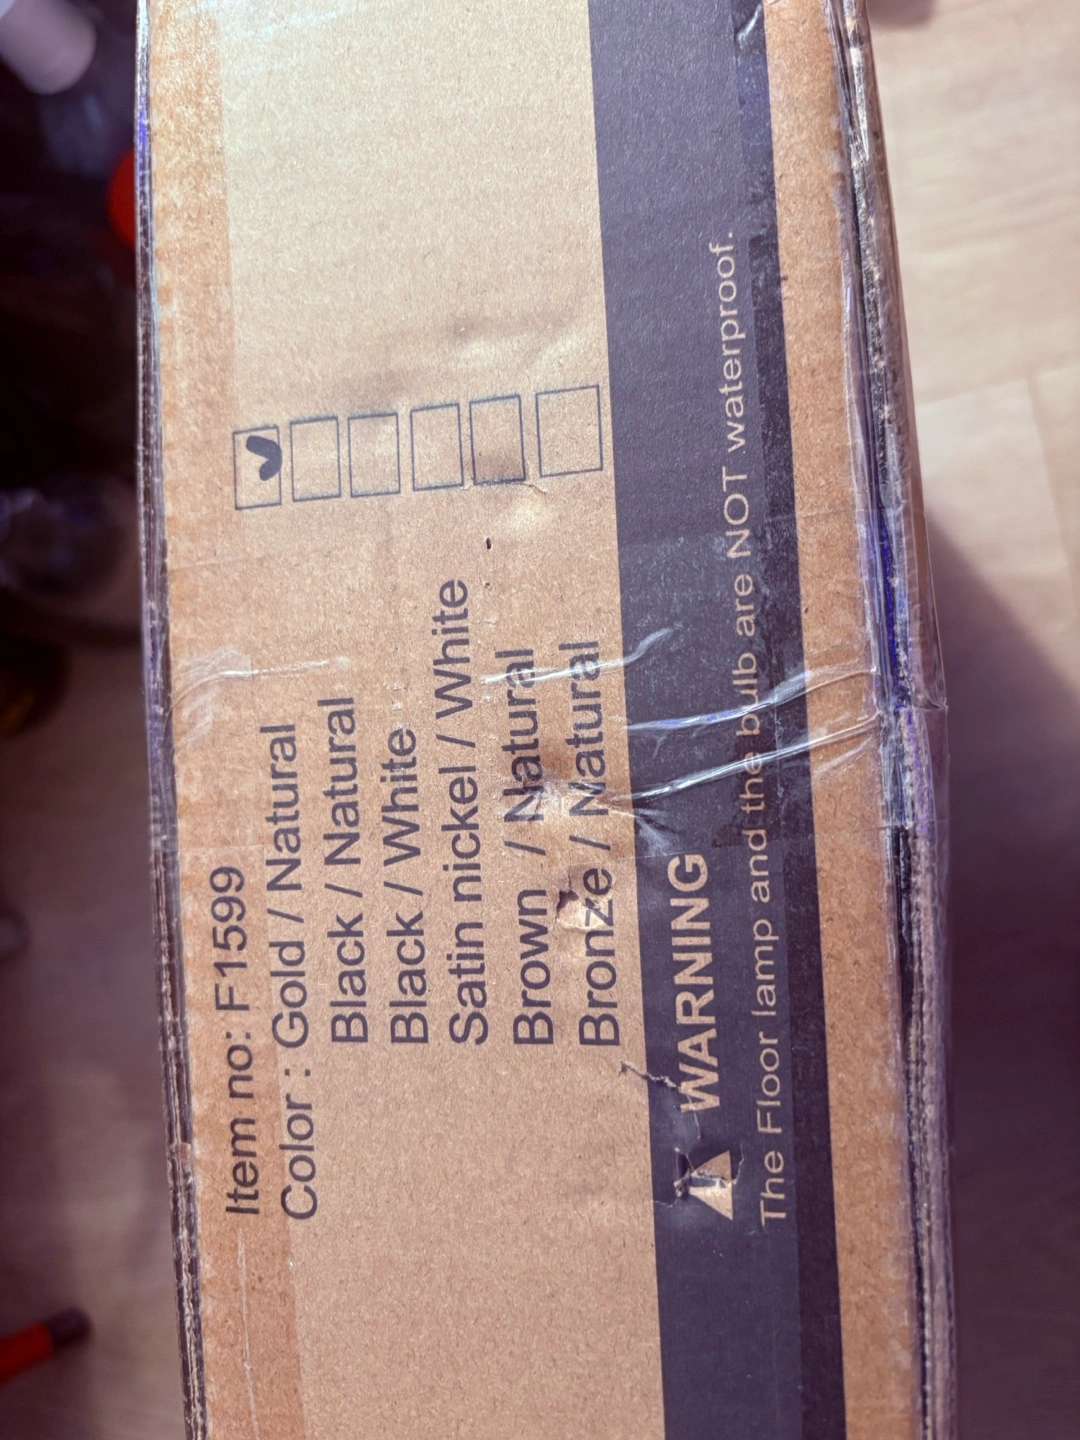 Item no: F1599
Color : Gold / Natural
Black / Natural
Black / White
Satin nickel / White
Brown / Natural
Bronze / Natural
WARNING
The Floor lamp and the bulb are NOT waterproof.